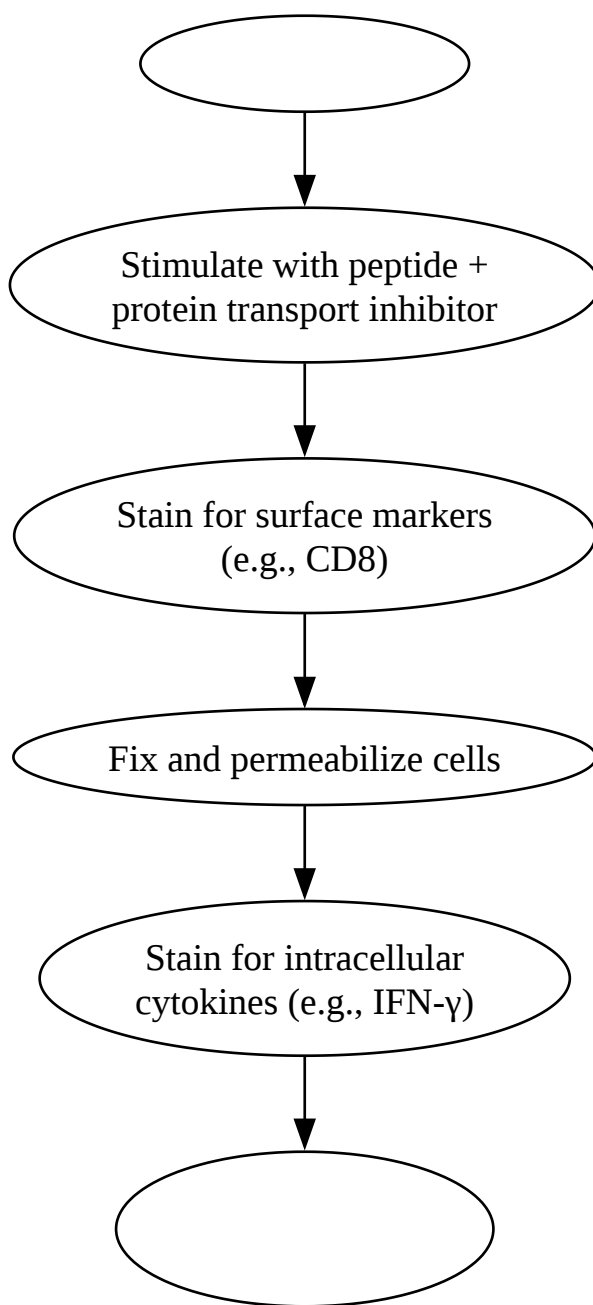 Stimulate with peptide +
protein transport inhibitor
Stain for surface markers
(e.g., CD8)
Fix and permeabilize cells
Stain for intracellular
cytokines (e.g., IFN-γ)